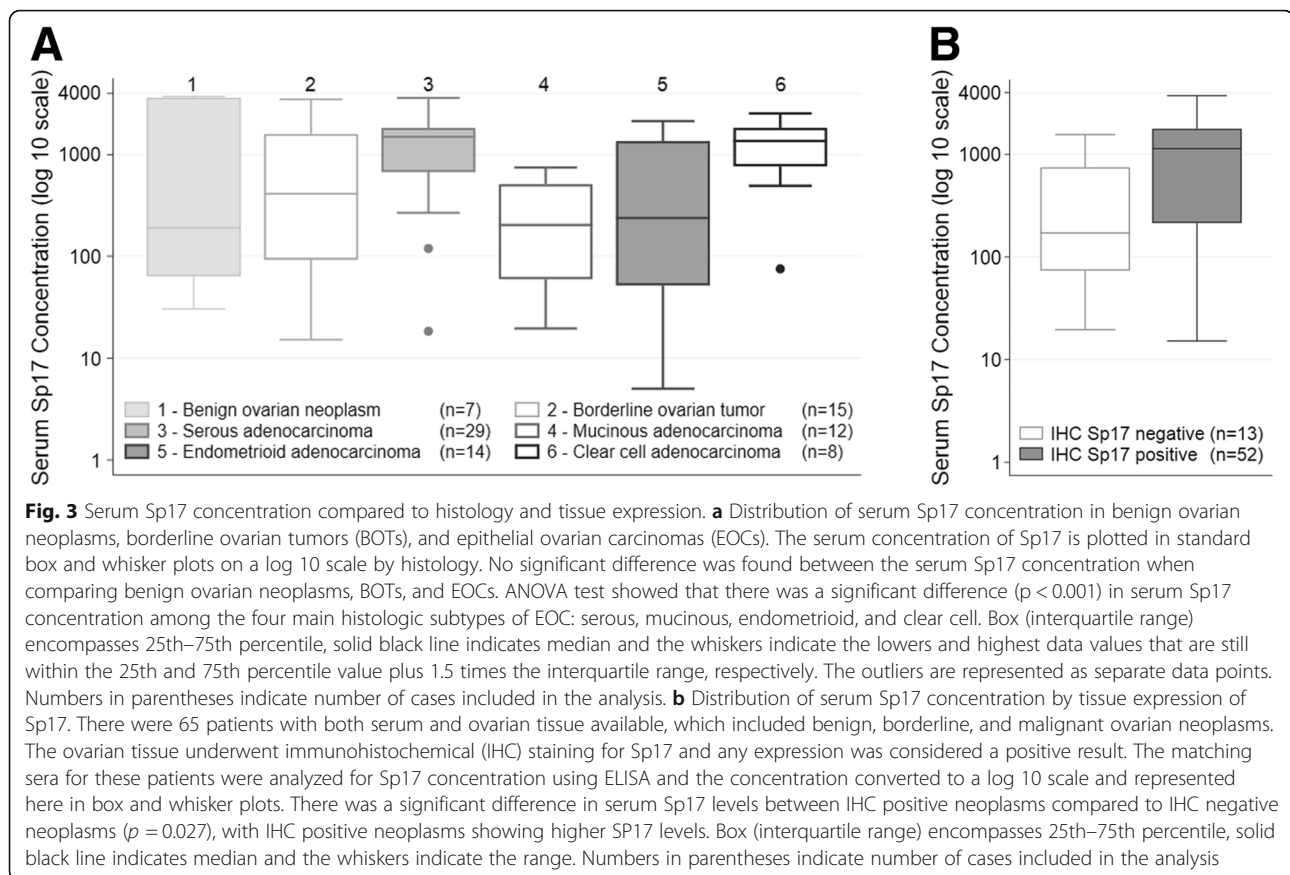 A
B
Serum Sp17 Concentration (log 10 scale)
1 2 3 4 5 6
4000
1000
100
10
1
1 - Benign ovarian neoplasm (n=7)
2 - Borderline ovarian tumor (n=15)
3 - Serous adenocarcinoma (n=29)
4 - Mucinous adenocarcinoma (n=12)
5 - Endometrioid adenocarcinoma (n=14)
6 - Clear cell adenocarcinoma (n=8)
Serum Sp17 Concentration (log 10 scale)
4000
1000
100
10
1
IHC Sp17 negative (n=13)
IHC Sp17 positive (n=52)
Fig. 3 Serum Sp17 concentration compared to histology and tissue expression. a Distribution of serum Sp17 concentration in benign ovarian
neoplasms, borderline ovarian tumors (BOTs), and epithelial ovarian carcinomas (EOCs). The serum concentration of Sp17 is plotted in standard
box and whisker plots on a log 10 scale by histology. No significant difference was found between the serum Sp17 concentration when
comparing benign ovarian neoplasms, BOTs, and EOCs. ANOVA test showed that there was a significant difference (p < 0.001) in serum Sp17
concentration among the four main histologic subtypes of EOC: serous, mucinous, endometrioid, and clear cell. Box (interquartile range)
encompasses 25th–75th percentile, solid black line indicates median and the whiskers indicate the lowers and highest data values that are still
within the 25th and 75th percentile value plus 1.5 times the interquartile range, respectively. The outliers are represented as separate data points.
Numbers in parentheses indicate number of cases included in the analysis. b Distribution of serum Sp17 concentration by tissue expression of
Sp17. There were 65 patients with both serum and ovarian tissue available, which included benign, borderline, and malignant ovarian neoplasms.
The ovarian tissue underwent immunohistochemical (IHC) staining for Sp17 and any expression was considered a positive result. The matching
sera for these patients were analyzed for Sp17 concentration using ELISA and the concentration converted to a log 10 scale and represented
here in box and whisker plots. There was a significant difference in serum Sp17 levels between IHC positive neoplasms compared to IHC negative
neoplasms (p = 0.027), with IHC positive neoplasms showing higher SP17 levels. Box (interquartile range) encompasses 25th–75th percentile, solid
black line indicates median and the whiskers indicate the range. Numbers in parentheses indicate number of cases included in the analysis